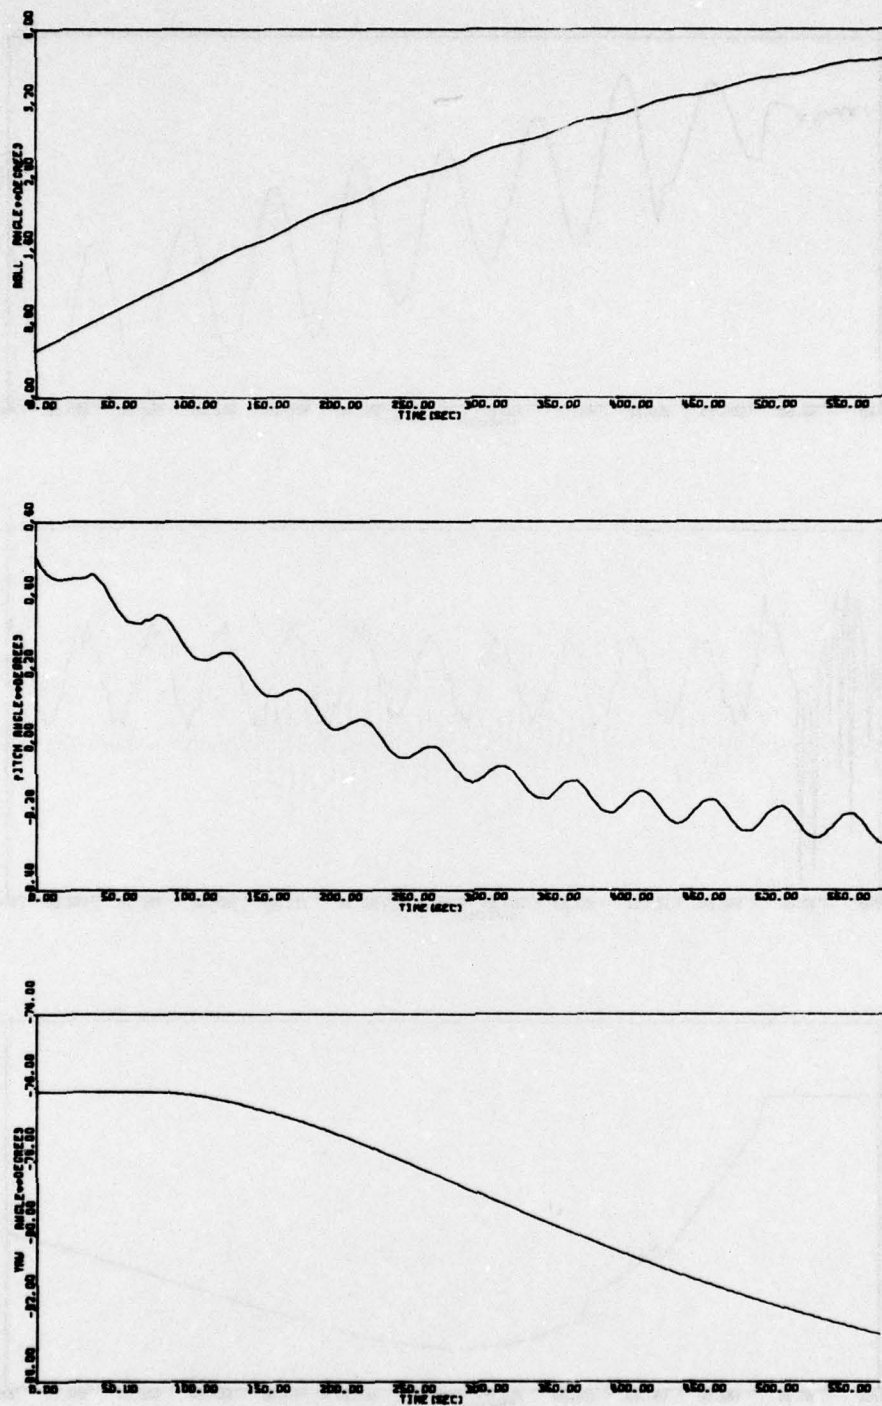 ROLL ANGLE**DEGREES
0.00 0.80 1.60 2.40 3.20 4.00
0.00 50.00 100.00 150.00 200.00 250.00 300.00 350.00 400.00 450.00 500.00 550.00
TIME(SEC)
PITCH ANGLE**DEGREES
-0.40 -0.20 0.00 0.20 0.40 0.60
0.00 50.00 100.00 150.00 200.00 250.00 300.00 350.00 400.00 450.00 500.00 550.00
TIME(SEC)
YAW ANGLE**DEGREES
-84.00 -82.00 -80.00 -78.00 -76.00 -74.00
0.00 50.00 100.00 150.00 200.00 250.00 300.00 350.00 400.00 450.00 500.00 550.00
TIME(SEC)